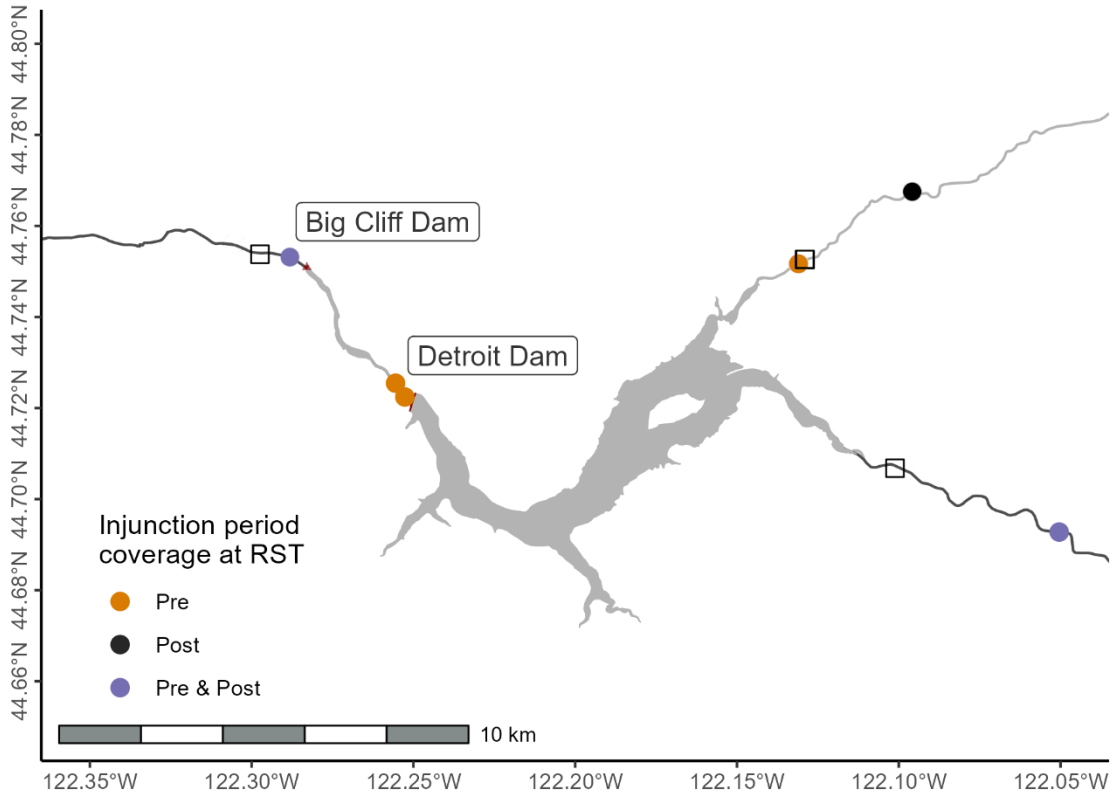 44.80°N
44.78°N
44.76°N
44.74°N
44.72°N
44.70°N
44.68°N
44.66°N
Big Cliff Dam
Detroit Dam
Injunction period
coverage at RST
Pre
Post
Pre & Post
10 km
122.35°W
122.30°W
122.25°W
122.20°W
122.15°W
122.10°W
122.05°W